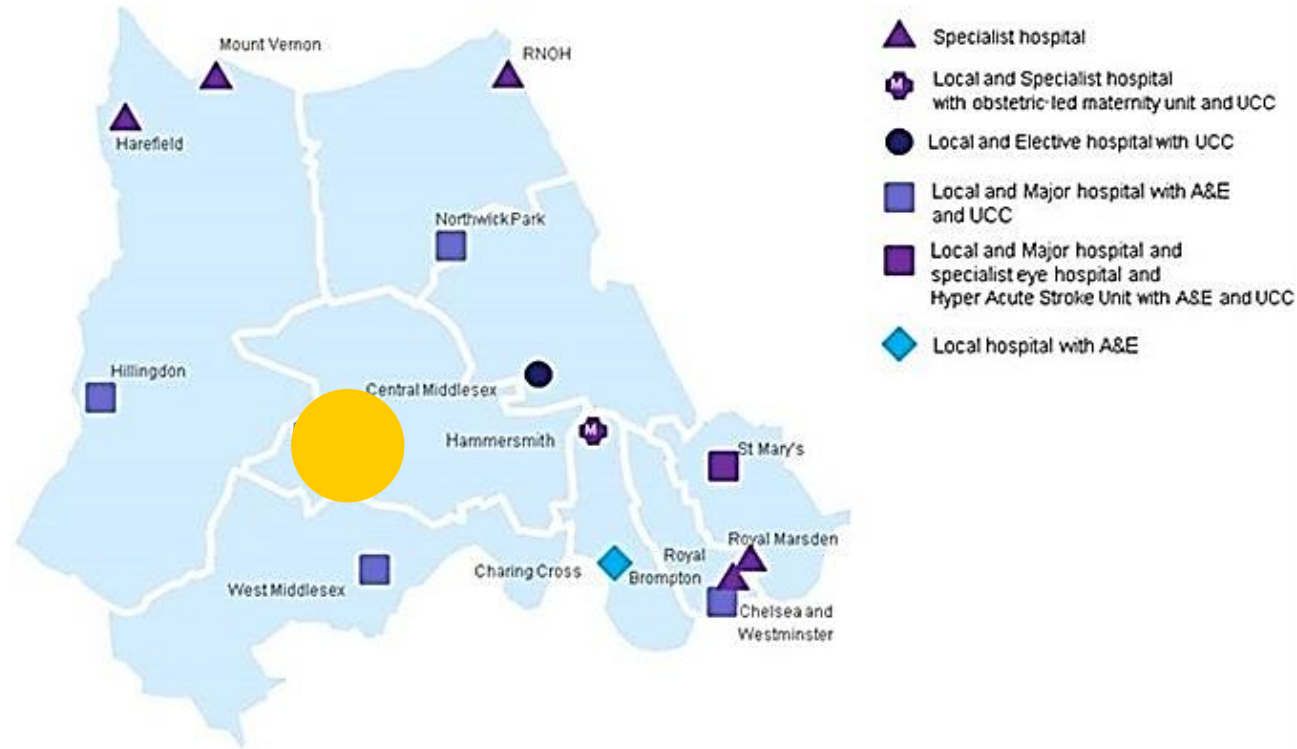 Mount Vernon
RNOH
Harefield
Northwick Park
Hillingdon
Central Middlesex
Hammersmith
M
St Mary's
Royal Marsden
Royal
Brompton
Charing Cross
West Middlesex
Chelsea and
Westminster
Specialist hospital
M
Local and Specialist hospital
with obstetric-led maternity unit and UCC
Local and Elective hospital with UCC
Local and Major hospital with A&E
and UCC
Local and Major hospital and
specialist eye hospital and
Hyper Acute Stroke Unit with A&E and UCC
Local hospital with A&E